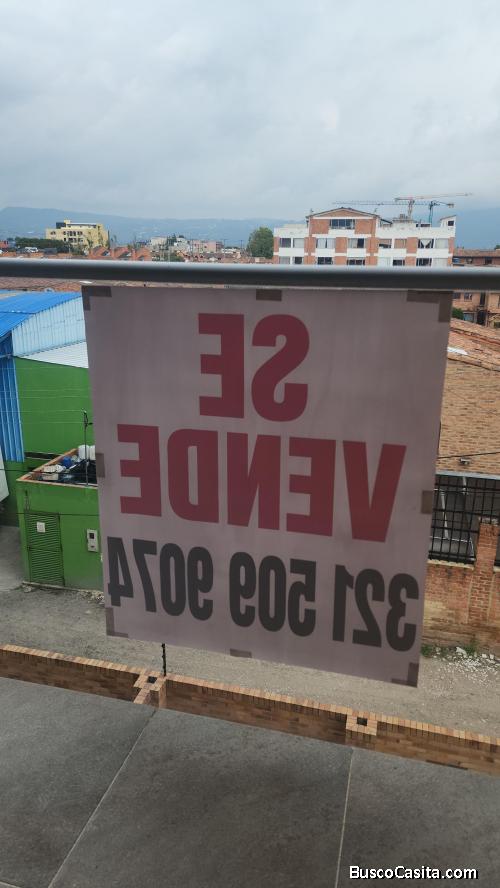 SE
VENDE
321 509 9074
BuscoCasita.com